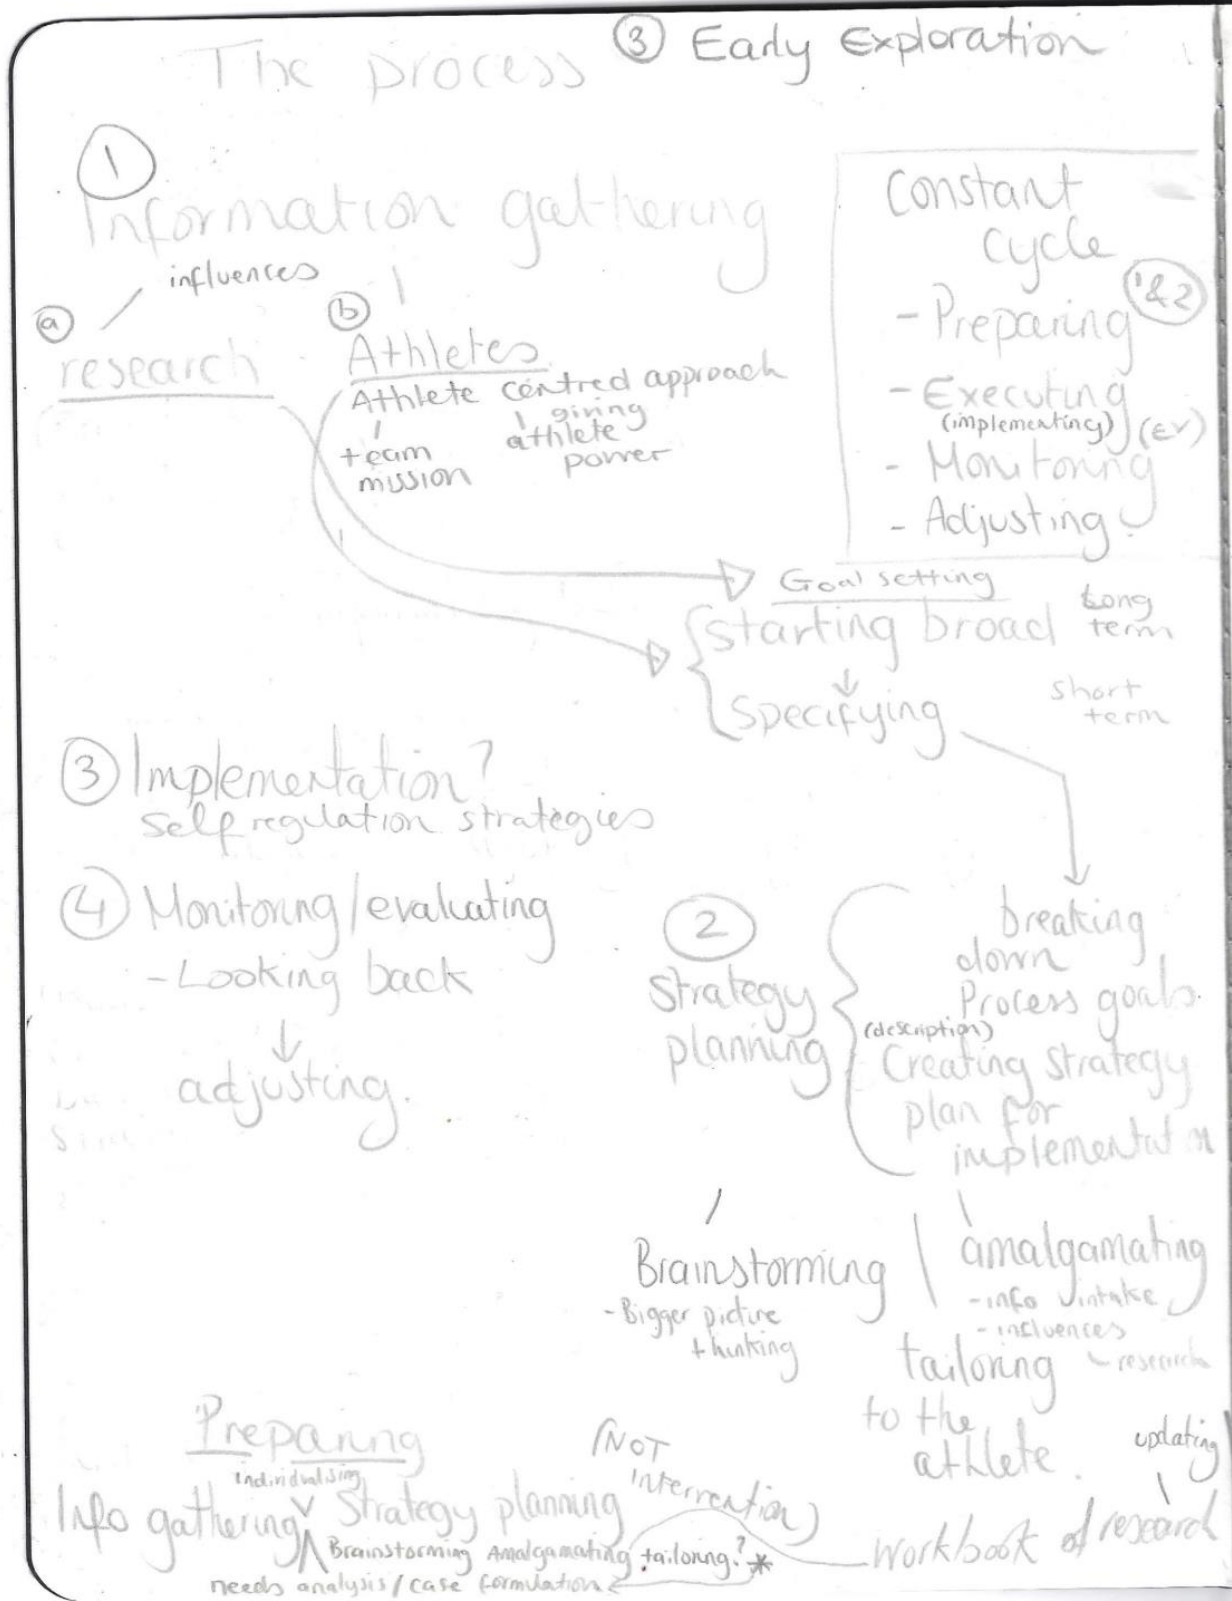 The process
③ Early Exploration
①
Information gathering
influences
ⓐ
research
ⓑ
Athletes
Athlete centred approach
team
mission
giving
athlete
power
Constant
cycle
- Preparing
1&2
- Executing
(implementing)
(EV)
- Monitoring
- Adjusting
Goal setting
Starting broad
Long
term
↓
Specifying
short
term
③ Implementation?
Self regulation strategies
④ Monitoring/evaluating
- Looking back
↓
adjusting.
②
Strategy
planning
breaking
down
Process goals.
(description)
Creating strategy
plan for
implementation
Brainstorming
- Bigger picture
thinking
amalgamating
- info intake
- influences
- research
tailoring
to the
athlete.
updating
workbook of research
Preparing
individualising
Info gathering Strategy planning
(NOT
intervention)
Brainstorming Amalgamating tailoring? *
needs analysis/case formulation